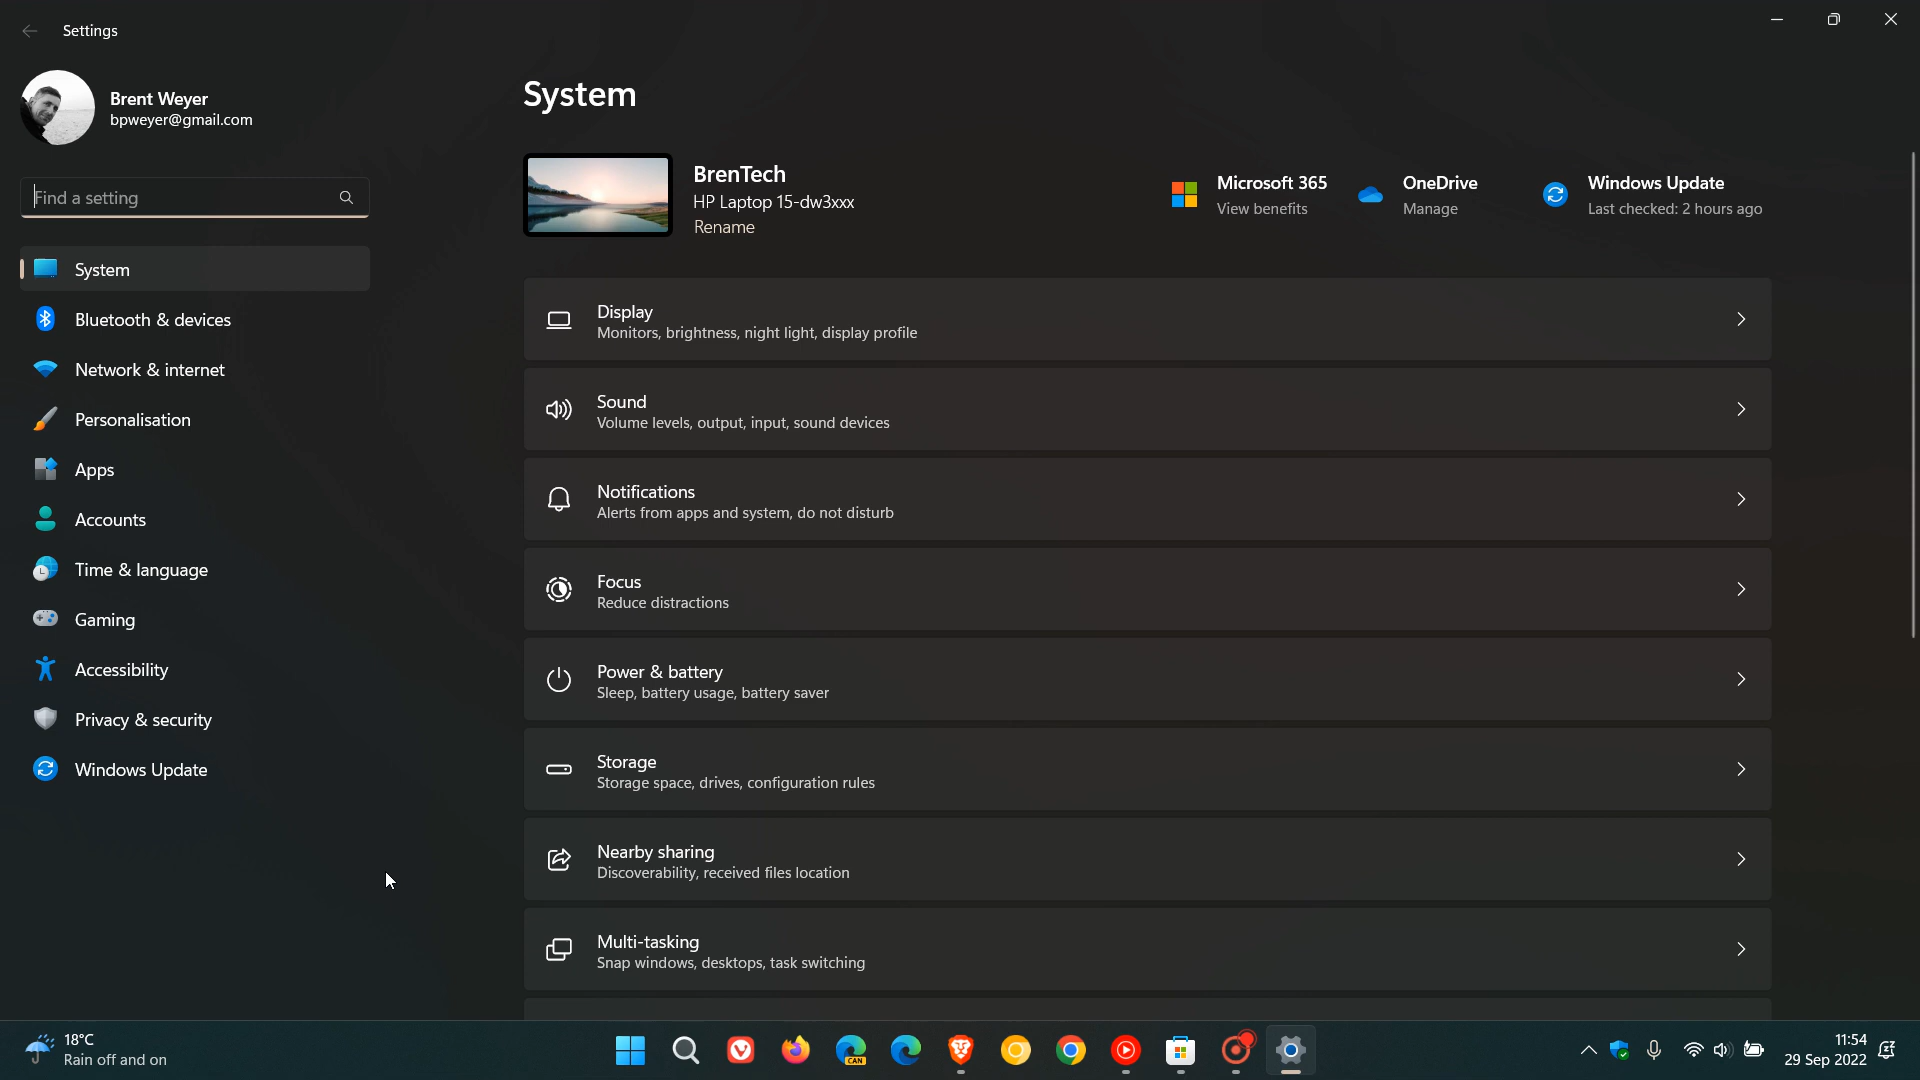 Settings
Brent Weyer
bpweyer@gmail.com
Find a setting
System
Bluetooth & devices
Network & internet
Personalisation
Apps
Accounts
Time & language
Gaming
Accessibility
Privacy & security
Windows Update
System
BrenTech
HP Laptop 15-dw3xxx
Rename
Microsoft 365
View benefits
OneDrive
Manage
Windows Update
Last checked: 2 hours ago
Display
Monitors, brightness, night light, display profile
Sound
Volume levels, output, input, sound devices
Notifications
Alerts from apps and system, do not disturb
Focus
Reduce distractions
Power & battery
Sleep, battery usage, battery saver
Storage
Storage space, drives, configuration rules
Nearby sharing
Discoverability, received files location
Multi-tasking
Snap windows, desktops, task switching
18°C
Rain off and on
CAN
11:54
29 Sep 2022